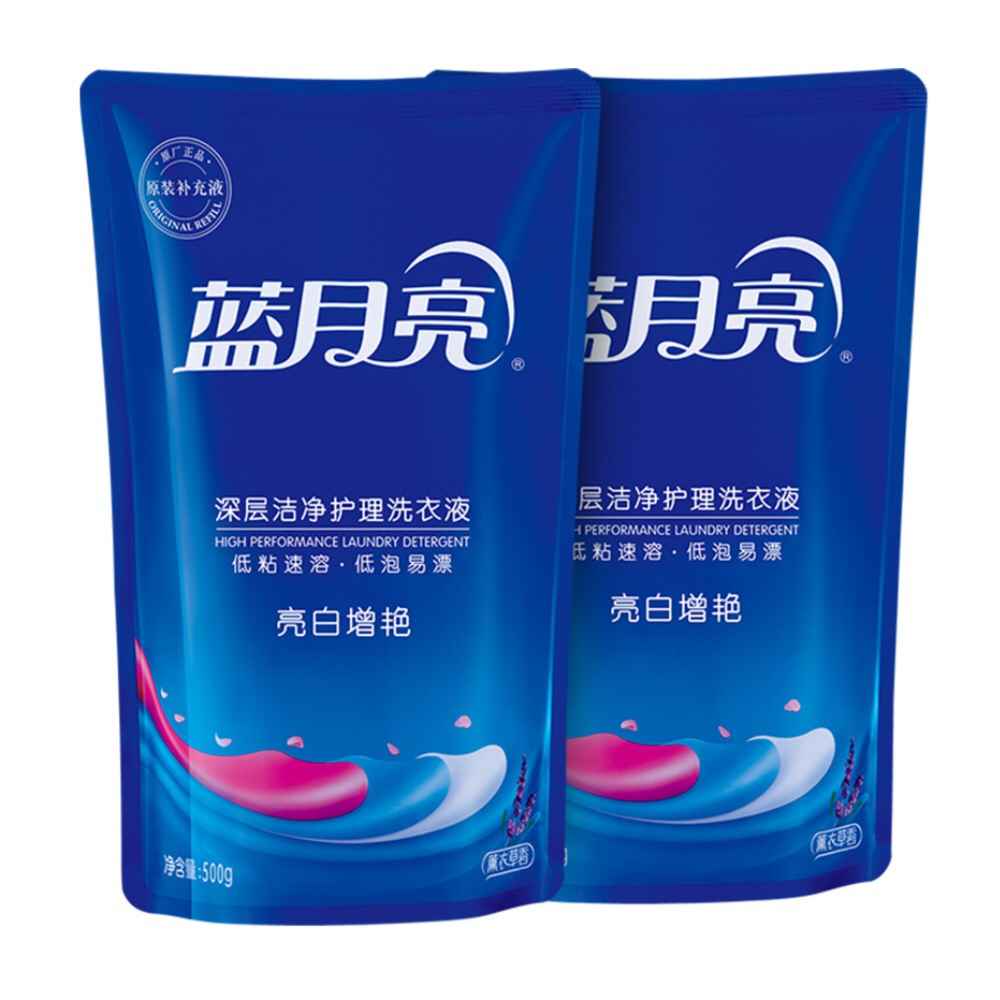 原厂正品
原装补充液
ORIGINAL REFILL
蓝月亮®
深层洁净护理洗衣液
HIGH PERFORMANCE LAUNDRY DETERGENT
低粘速溶·低泡易漂
亮白增艳
薰衣草香
净含量:500g
蓝月亮®
层洁净护理洗衣液
H PERFORMANCE LAUNDRY DETERGENT
低粘速溶·低泡易漂
亮白增艳
薰衣草香
g